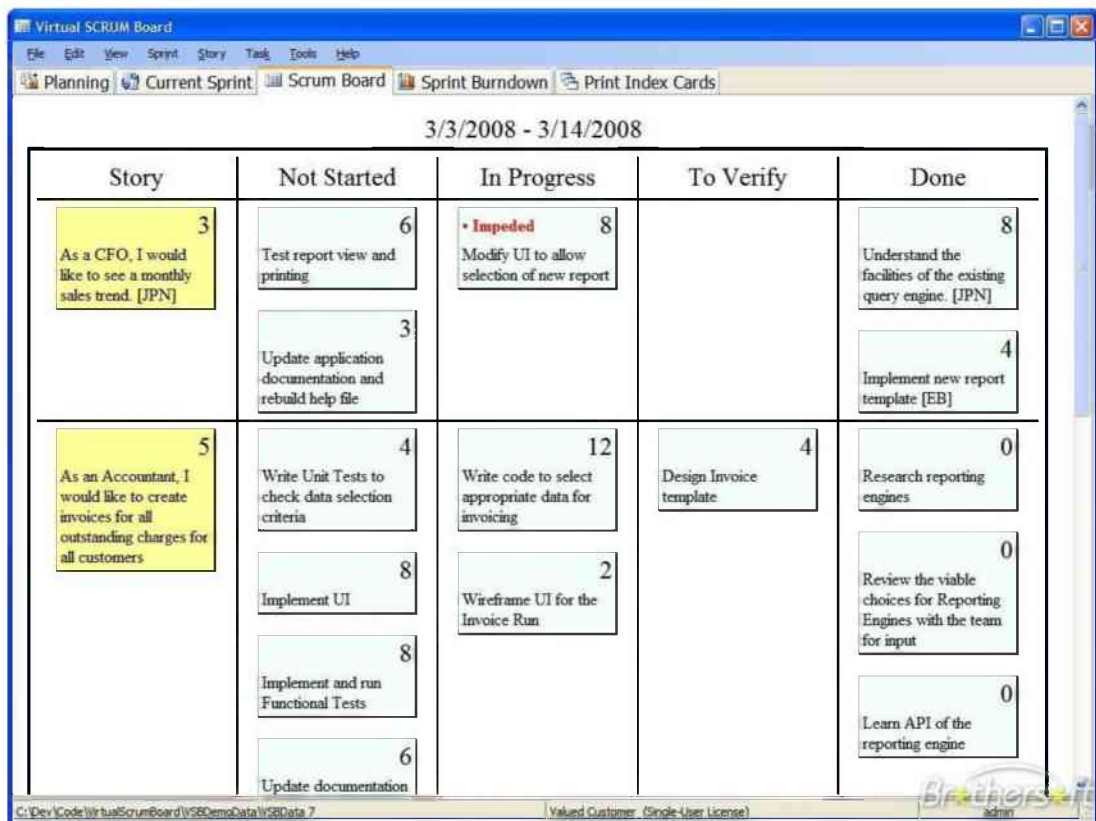 Virtual SCRUM Board
File Edit View Sprint Story Task Tools Help
Planning Current Sprint Scrum Board Sprint Burndown Print Index Cards
3/3/2008 - 3/14/2008
Story Not Started In Progress To Verify Done
3
As a CFO, I would
like to see a monthly
sales trend. [JPN]
6
Test report view and
printing
3
Update application
documentation and
rebuild help file
• Impeded 8
Modify UI to allow
selection of new report
8
Understand the
facilities of the existing
query engine. [JPN]
4
Implement new report
template [EB]
5
As an Accountant, I
would like to create
invoices for all
outstanding charges for
all customers
4
Write Unit Tests to
check data selection
criteria
8
Implement UI
8
Implement and run
Functional Tests
6
Update documentation
12
Write code to select
appropriate data for
invoicing
2
Wireframe UI for the
Invoice Run
4
Design Invoice
template
0
Research reporting
engines
0
Review the viable
choices for Reporting
Engines with the team
for input
0
Learn API of the
reporting engine
Brothersoft
C:\Dev\Code\VirtualScrumBoard\VSBDemoData\VSBData 7 Valued Customer (Single-User License) admin